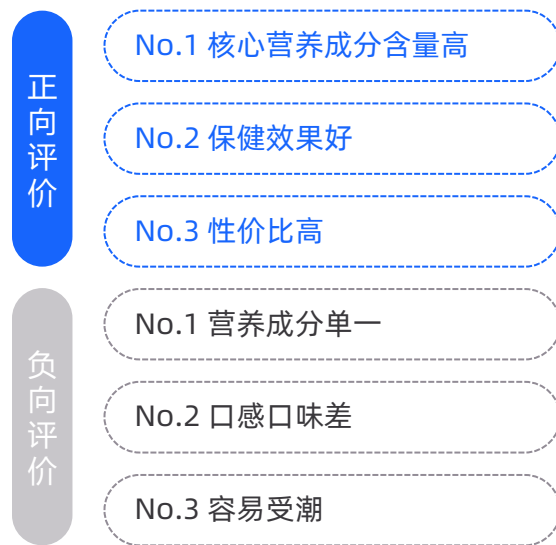 正向评价
No.1 核心营养成分含量高
No.2 保健效果好
No.3 性价比高
负向评价
No.1 营养成分单一
No.2 口感口味差
No.3 容易受潮